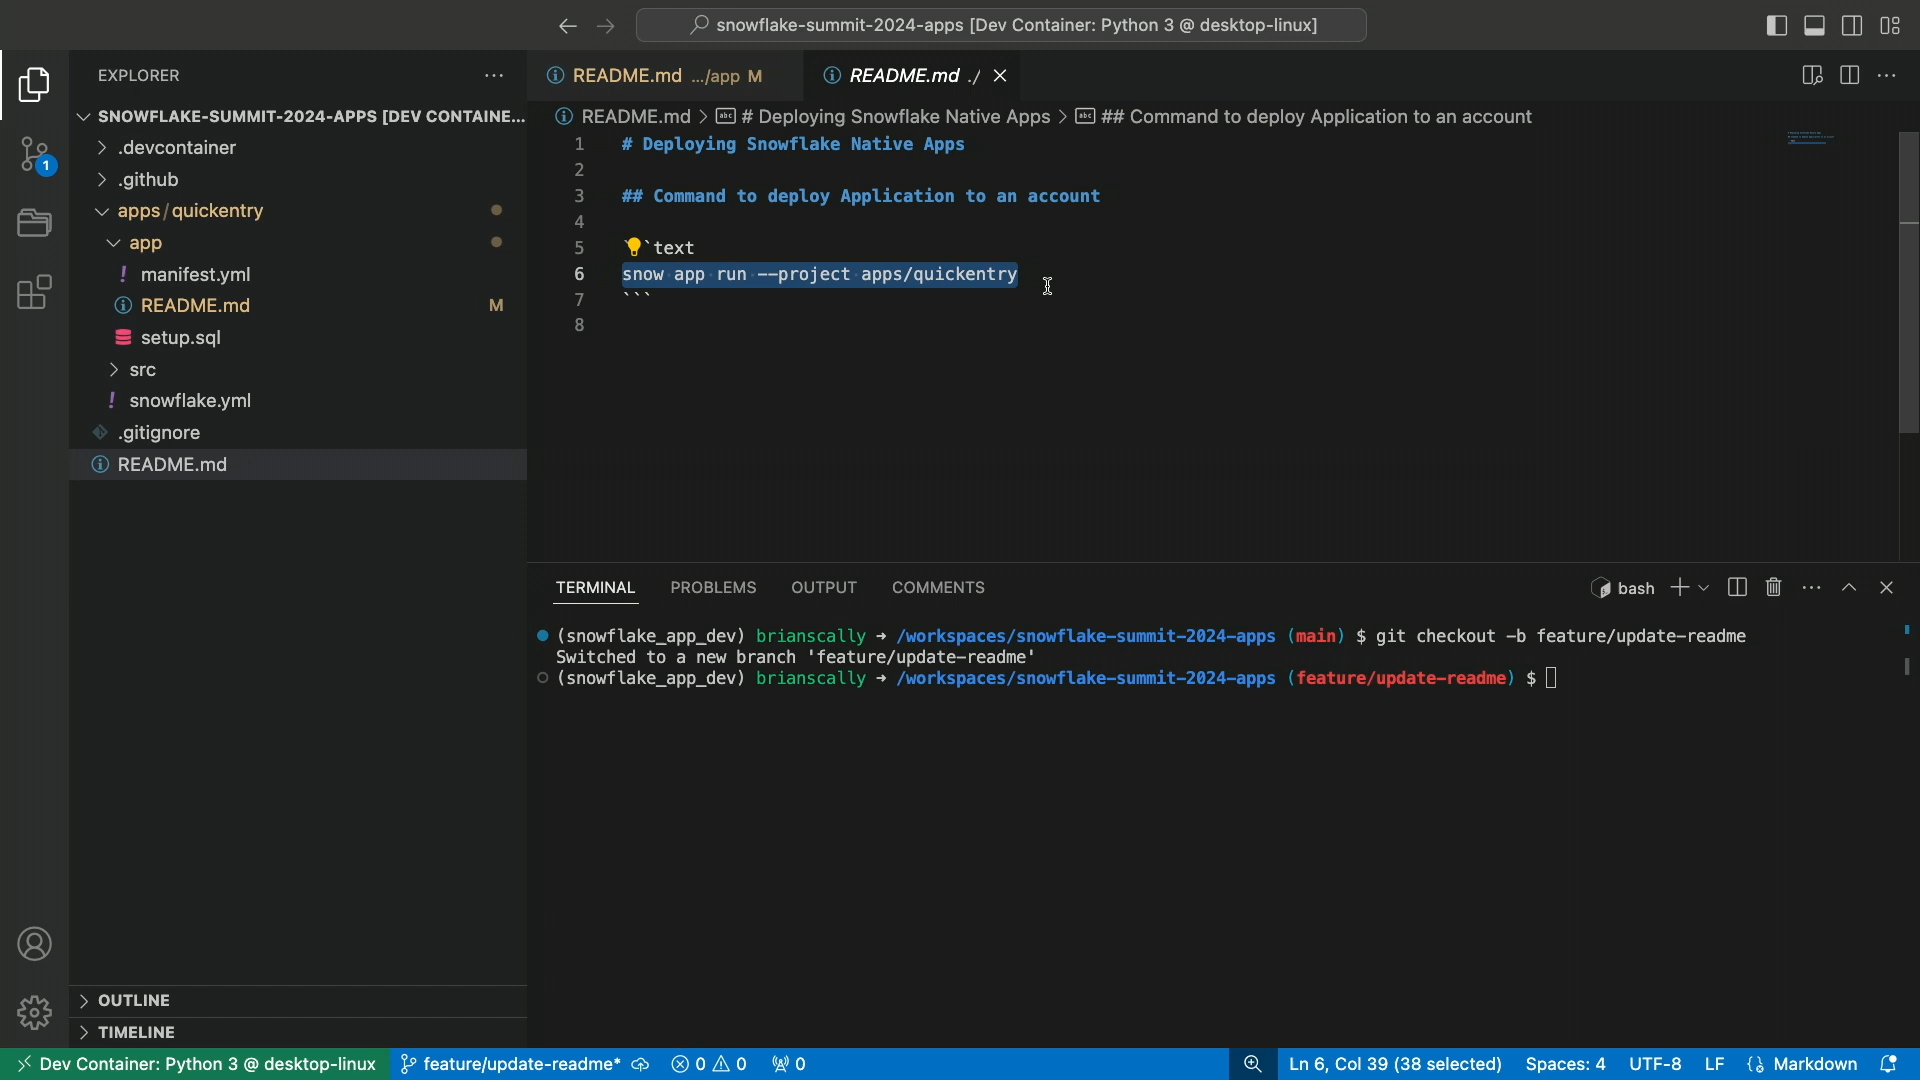 snowflake-summit-2024-apps [Dev Container: Python 3 @ desktop-linux]
EXPLORER
SNOWFLAKE-SUMMIT-2024-APPS [DEV CONTAINE...
.devcontainer
.github
apps / quickentry
app
! manifest.yml
README.md M
setup.sql
src
! snowflake.yml
.gitignore
README.md
OUTLINE
TIMELINE
1
README.md .../app M
README.md ./
README.md > # Deploying Snowflake Native Apps > ## Command to deploy Application to an account
1 # Deploying Snowflake Native Apps
2
3 ## Command to deploy Application to an account
4
5 ```text
6 snow app run --project apps/quickentry
7 ```
8
TERMINAL PROBLEMS OUTPUT COMMENTS
bash
(snowflake_app_dev) brianscally → /workspaces/snowflake-summit-2024-apps (main) $ git checkout -b feature/update-readme
Switched to a new branch 'feature/update-readme'
(snowflake_app_dev) brianscally → /workspaces/snowflake-summit-2024-apps (feature/update-readme) $
Dev Container: Python 3 @ desktop-linux feature/update-readme* 0 0 0 Ln 6, Col 39 (38 selected) Spaces: 4 UTF-8 LF {} Markdown